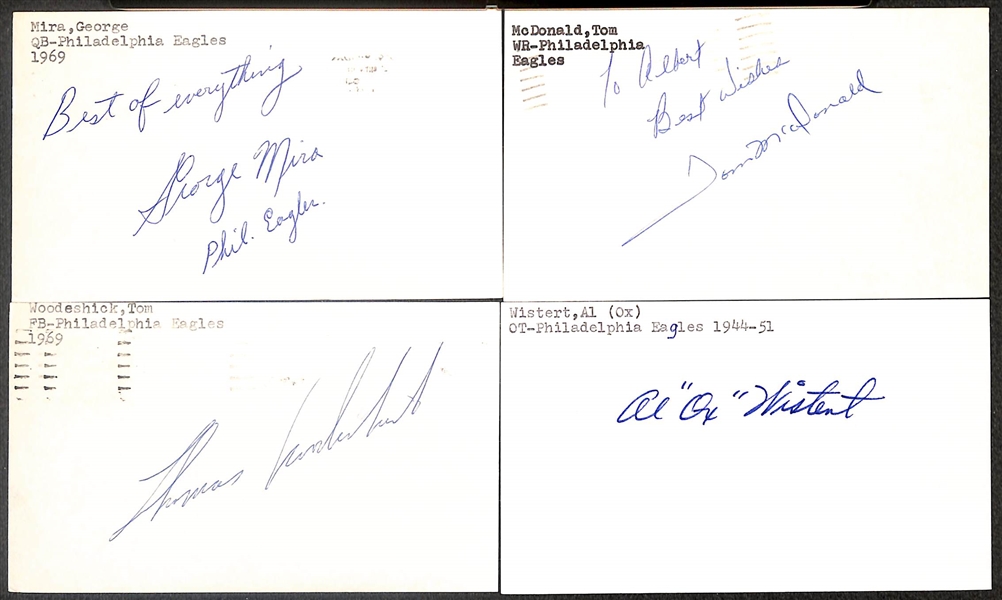 Mira,George
QB-Philadelphia Eagles
1969
Best of everything
George Mira
Phil. Eagles.
McDonald,Tom
WR-Philadelphia
Eagles
To Albert
Best Wishes
Tom McDonald
Woodeshick,Tom
FB-Philadelphia Eagles
1969
Thomas
Wistert,Al (Ox)
OT-Philadelphia Eagles 1944-51
Al "Ox" Wistert